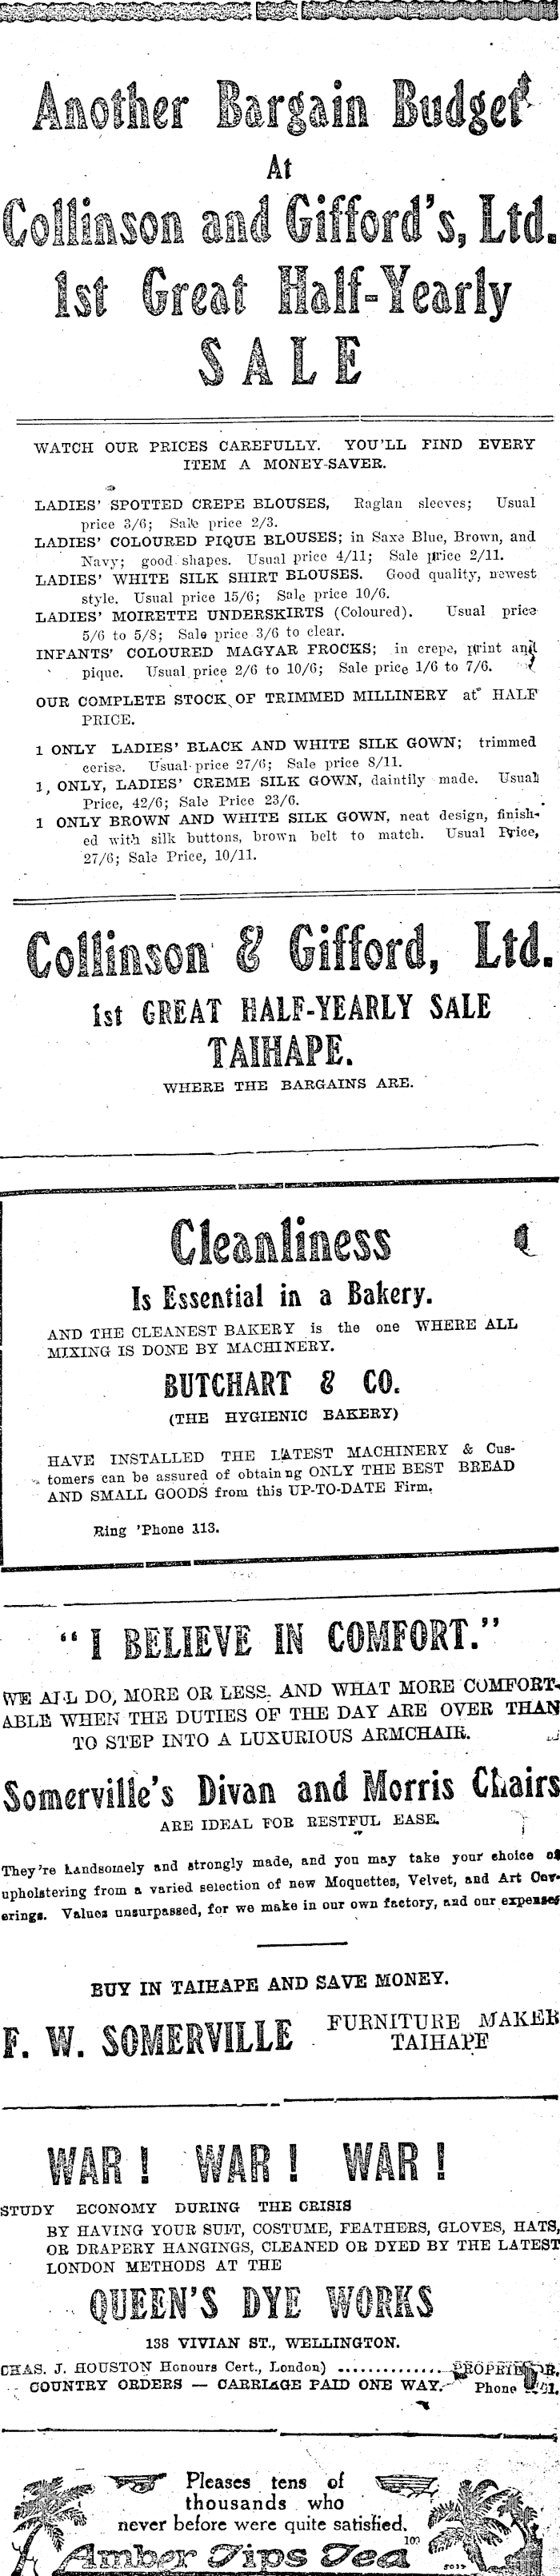 Another Bargain Budget
At
Collinson and Gifford's, Ltd.
1st Great Half-Yearly
SALE
WATCH OUR PRICES CAREFULLY. YOU'LL FIND EVERY
ITEM A MONEY-SAVER.
LADIES' SPOTTED CREPE BLOUSES, Raglan sleeves; Usual
price 3/6; Sale price 2/3.
LADIES' COLOURED PIQUE BLOUSES; in Saxe Blue, Brown, and
Navy; good shapes. Usual price 4/11; Sale price 2/11.
LADIES' WHITE SILK SHIRT BLOUSES. Good quality, newest
style. Usual price 15/6; Sale price 10/6.
LADIES' MOIRETTE UNDERSKIRTS (Coloured). Usual price
5/6 to 5/8; Sale price 3/6 to clear.
INFANTS' COLOURED MAGYAR FROCKS; in crepe, print and
pique. Usual price 2/6 to 10/6; Sale price 1/6 to 7/6.
OUR COMPLETE STOCK OF TRIMMED MILLINERY at HALF
PRICE.
1 ONLY LADIES' BLACK AND WHITE SILK GOWN; trimmed
cerise. Usual price 27/6; Sale price 8/11.
1, ONLY, LADIES' CREME SILK GOWN, daintily made. Usual
Price, 42/6; Sale Price 23/6.
1 ONLY BROWN AND WHITE SILK GOWN, neat design, finish-
ed with silk buttons, brown belt to match. Usual Price,
27/6; Sale Price, 10/11.
Collinson & Gifford, Ltd.
1st GREAT HALF-YEARLY SALE
TAIHAPE.
WHERE THE BARGAINS ARE.
Cleanliness
Is Essential in a Bakery.
AND THE CLEANEST BAKERY is the one WHERE ALL
MIXING IS DONE BY MACHINERY.
BUTCHART & CO.
(THE HYGIENIC BAKERY)
HAVE INSTALLED THE LATEST MACHINERY & Cus-
tomers can be assured of obtaining ONLY THE BEST BREAD
AND SMALL GOODS from this UP-TO-DATE Firm.
Ring 'Phone 113.
"I BELIEVE IN COMFORT."
WE ALL DO, MORE OR LESS. AND WHAT MORE COMFORT-
ABLE WHEN THE DUTIES OF THE DAY ARE OVER THAN
TO STEP INTO A LUXURIOUS ARMCHAIR.
Somerville's Divan and Morris Chairs
ARE IDEAL FOR RESTFUL EASE.
They're handsomely and strongly made, and you may take your choice of
upholstering from a varied selection of new Moquettes, Velvet, and Art Cov-
erings. Values unsurpassed, for we make in our own factory, and our expenses
BUY IN TAIHAPE AND SAVE MONEY.
F. W. SOMERVILLE FURNITURE MAKER
TAIHAPE
WAR! WAR! WAR!
STUDY ECONOMY DURING THE CRISIS
BY HAVING YOUR SUIT, COSTUME, FEATHERS, GLOVES, HATS,
OR DRAPERY HANGINGS, CLEANED OR DYED BY THE LATEST
LONDON METHODS AT THE
QUEEN'S DYE WORKS
138 VIVIAN ST., WELLINGTON.
CHAS. J. HOUSTON Honours Cert., London) .............. PROPRIETOR.
COUNTRY ORDERS — CARRIAGE PAID ONE WAY. Phone
Pleases tens of
thousands who
never before were quite satisfied.
Amber Tips Tea